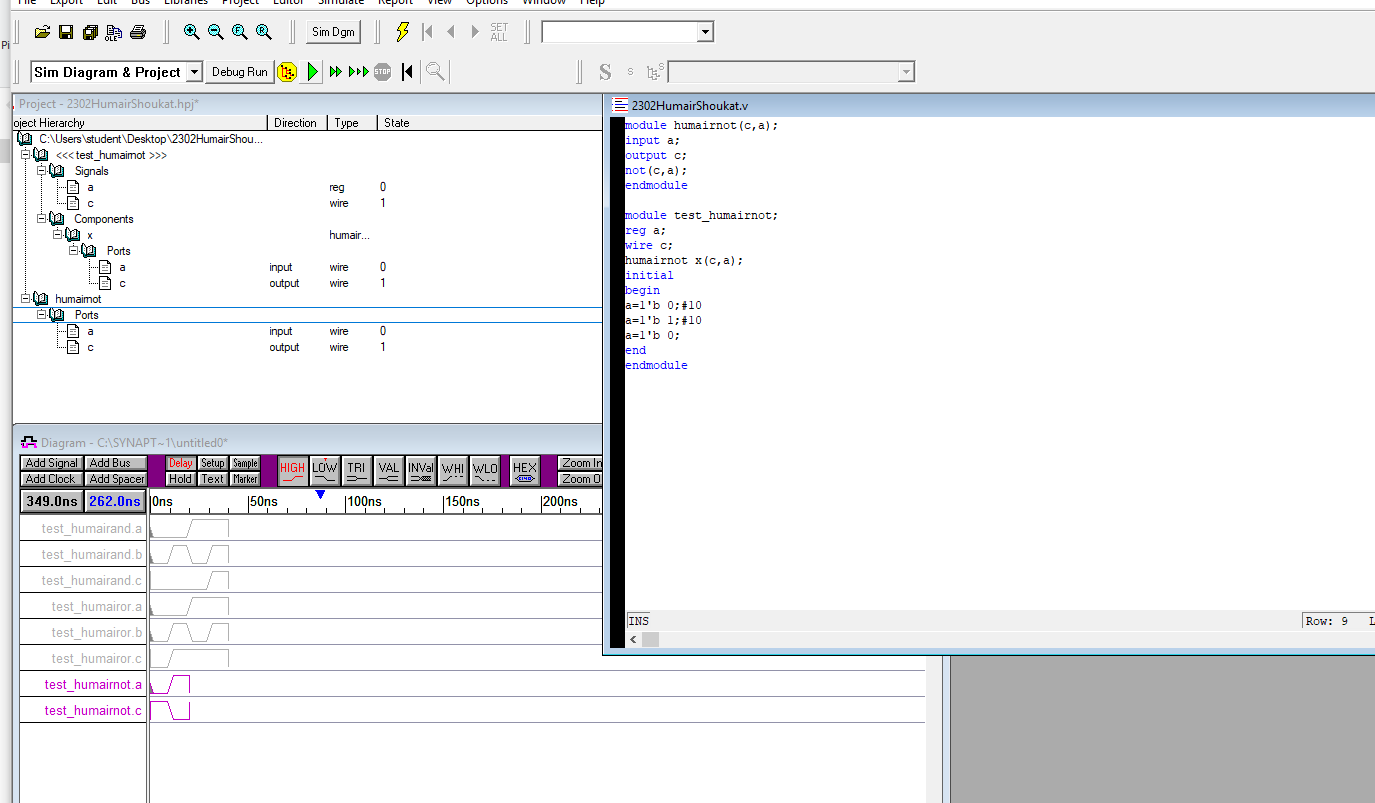 File Export Edit Bus Libraries Project Editor Simulate Report View Options Window Help
OLE Sim Dgm SET ALL
Pi
Sim Diagram & Project Debug Run STOP S s S
Project - 2302HumairShoukat.hpj*
oject Hierarchy Direction Type State
C:\Users\student\Desktop\2302HumairShou...
<<< test_humairnot >>>
Signals
a reg 0
c wire 1
Components
x humair...
Ports
a input wire 0
c output wire 1
humairnot
Ports
a input wire 0
c output wire 1
2302HumairShoukat.v
module humairnot(c,a);
input a;
output c;
not(c,a);
endmodule
module test_humairnot;
reg a;
wire c;
humairnot x(c,a);
initial
begin
a=1'b 0;#10
a=1'b 1;#10
a=1'b 0;
end
endmodule
INS Row: 9
Diagram - C:\SYNAPT~1\untitled0*
Add Signal Add Bus Delay Setup Sample HIGH LOW TRI VAL INVal WHI WLO HEX Zoom In
Add Clock Add Spacer Hold Text Marker Zoom O
349.0ns 262.0ns 0ns 50ns 100ns 150ns 200ns
test_humairand.a
test_humairand.b
test_humairand.c
test_humairor.a
test_humairor.b
test_humairor.c
test_humairnot.a
test_humairnot.c